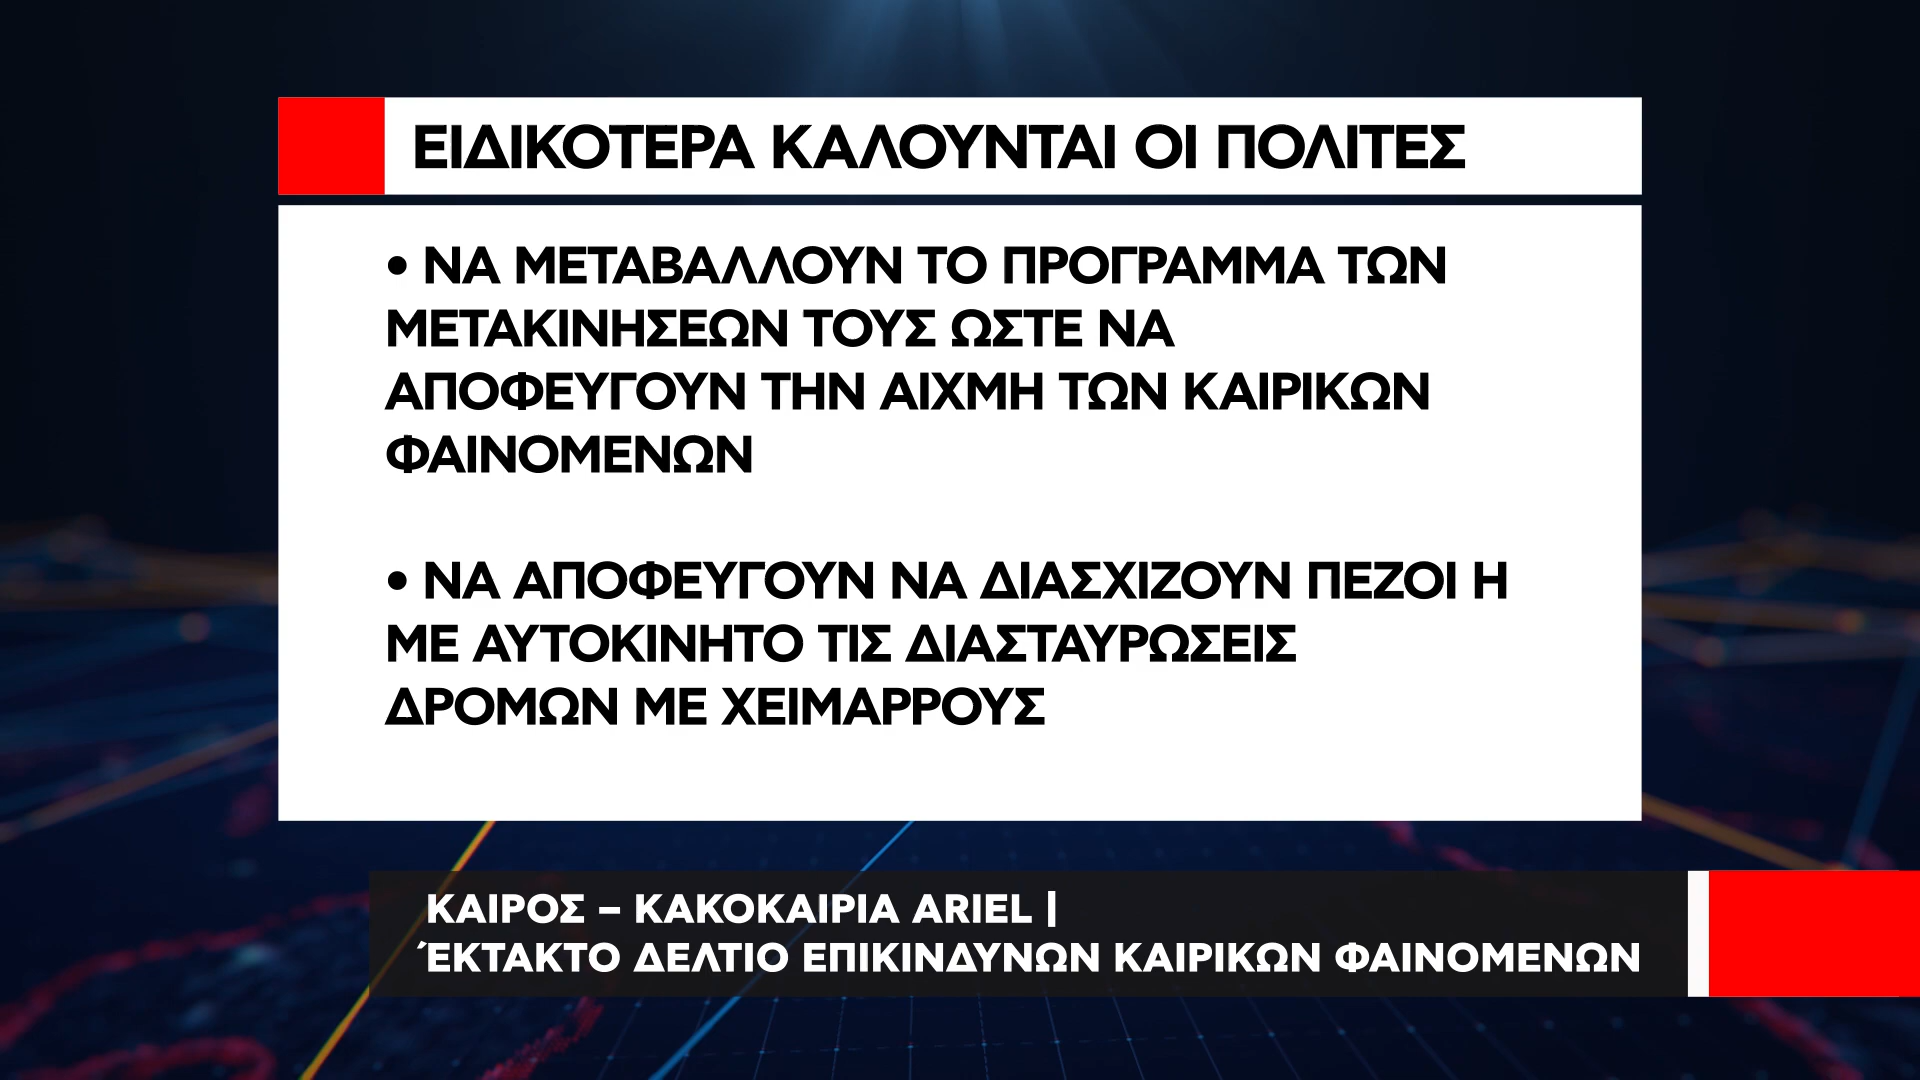 ΕΙΔΙΚΟΤΕΡΑ ΚΑΛΟΥΝΤΑΙ ΟΙ ΠΟΛΙΤΕΣ
• ΝΑ ΜΕΤΑΒΑΛΛΟΥΝ ΤΟ ΠΡΟΓΡΑΜΜΑ ΤΩΝ
ΜΕΤΑΚΙΝΗΣΕΩΝ ΤΟΥΣ ΩΣΤΕ ΝΑ
ΑΠΟΦΕΥΓΟΥΝ ΤΗΝ ΑΙΧΜΗ ΤΩΝ ΚΑΙΡΙΚΩΝ
ΦΑΙΝΟΜΕΝΩΝ
• ΝΑ ΑΠΟΦΕΥΓΟΥΝ ΝΑ ΔΙΑΣΧΙΖΟΥΝ ΠΕΖΟΙ Η
ΜΕ ΑΥΤΟΚΙΝΗΤΟ ΤΙΣ ΔΙΑΣΤΑΥΡΩΣΕΙΣ
ΔΡΟΜΩΝ ΜΕ ΧΕΙΜΑΡΡΟΥΣ
ΚΑΙΡΟΣ – ΚΑΚΟΚΑΙΡΙΑ ARIEL |
ΈΚΤΑΚΤΟ ΔΕΛΤΙΟ ΕΠΙΚΙΝΔΥΝΩΝ ΚΑΙΡΙΚΩΝ ΦΑΙΝΟΜΕΝΩΝ